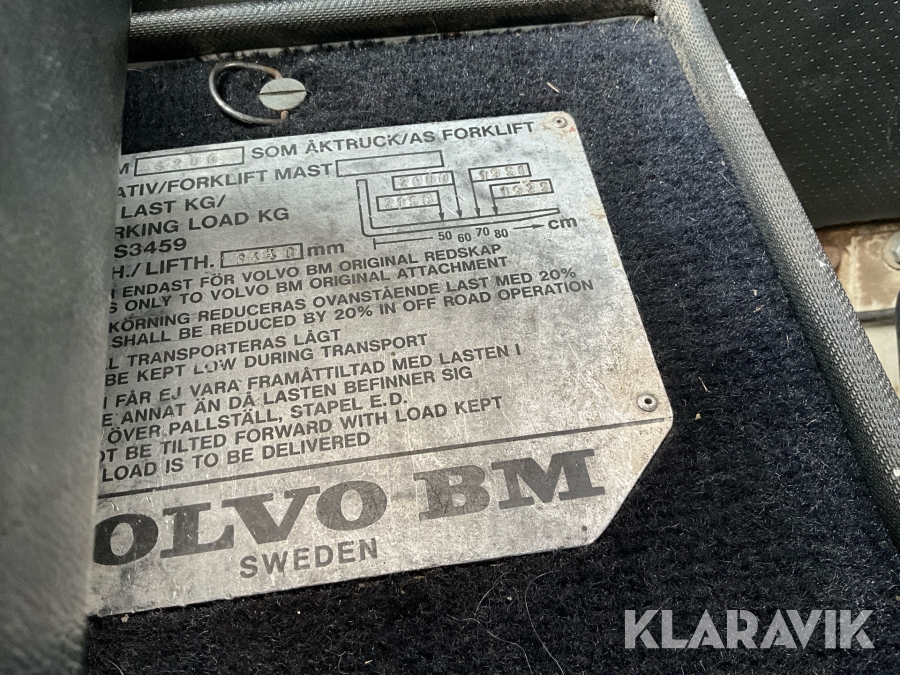 M 4200 SOM ÅKTRUCK/AS FORKLIFT
ATIV/FORKLIFT MAST
LAST KG/
RKING LOAD KG
S3459
50 60 70 80 cm
H./ LIFTH. mm
ENDAST FÖR VOLVO BM ORIGINAL REDSKAP
S ONLY TO VOLVO BM ORIGINAL ATTACHMENT
KÖRNING REDUCERAS OVANSTÅENDE LAST MED 20%
SHALL BE REDUCED BY 20% IN OFF ROAD OPERATION
L TRANSPORTERAS LÅGT
BE KEPT LOW DURING TRANSPORT
I FÅR EJ VARA FRAMÅTTILTAD MED LASTEN I
E ANNAT ÄN DÅ LASTEN BEFINNER SIG
ÖVER PALLSTÄLL, STAPEL E.D.
OT BE TILTED FORWARD WITH LOAD KEPT
LOAD IS TO BE DELIVERED
OLVO BM
SWEDEN
KLARAVIK